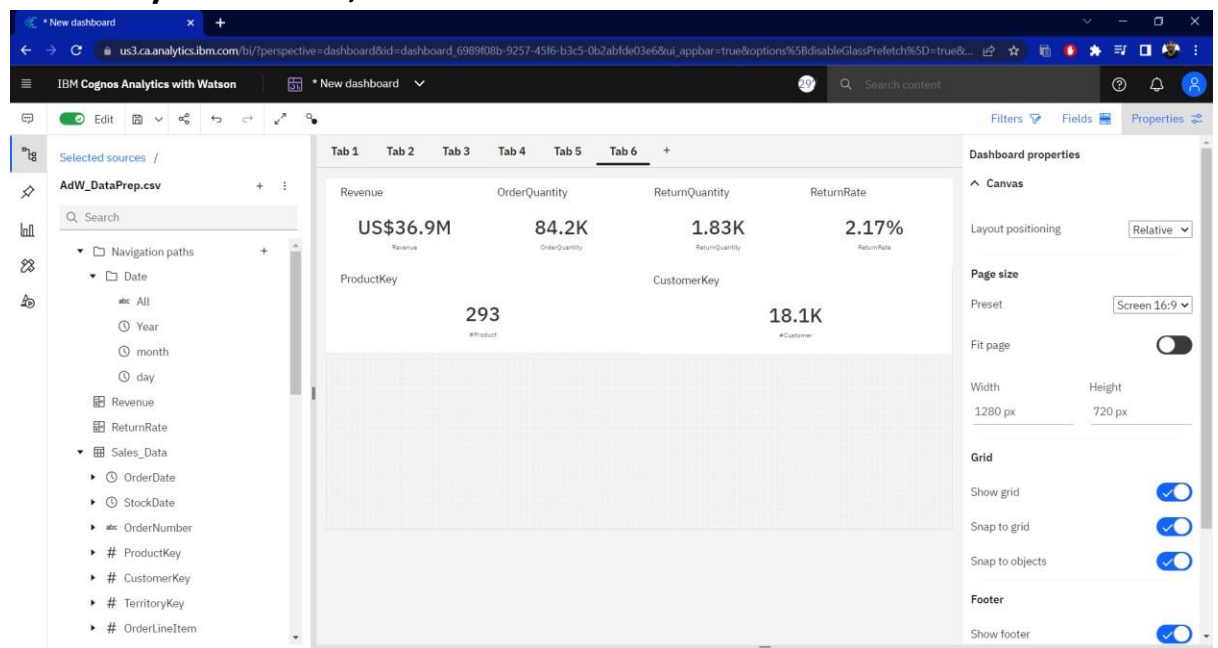 * New dashboard
us3.ca.analytics.ibm.com/bi/?perspective=dashboard&id=dashboard_6989f08b-9257-45f6-b3c5-0b2abfde03e6&ui_appbar=true&options%5BdisableGlassPrefetch%5D=true&...
IBM Cognos Analytics with Watson
* New dashboard
29
Search content
Edit
Filters
Fields
Properties
Selected sources /
AdW_DataPrep.csv
Search
Navigation paths
Date
abc All
Year
month
day
Revenue
ReturnRate
Sales_Data
OrderDate
StockDate
abc OrderNumber
# ProductKey
# CustomerKey
# TerritoryKey
# OrderLineItem
Tab 1 Tab 2 Tab 3 Tab 4 Tab 5 Tab 6 +
Revenue OrderQuantity ReturnQuantity ReturnRate
US$36.9M 84.2K 1.83K 2.17%
Revenue OrderQuantity ReturnQuantity ReturnRate
ProductKey CustomerKey
293 18.1K
#Product #Customer
Dashboard properties
Canvas
Layout positioning Relative
Page size
Preset Screen 16:9
Fit page
Width Height
1280 px 720 px
Grid
Show grid
Snap to grid
Snap to objects
Footer
Show footer